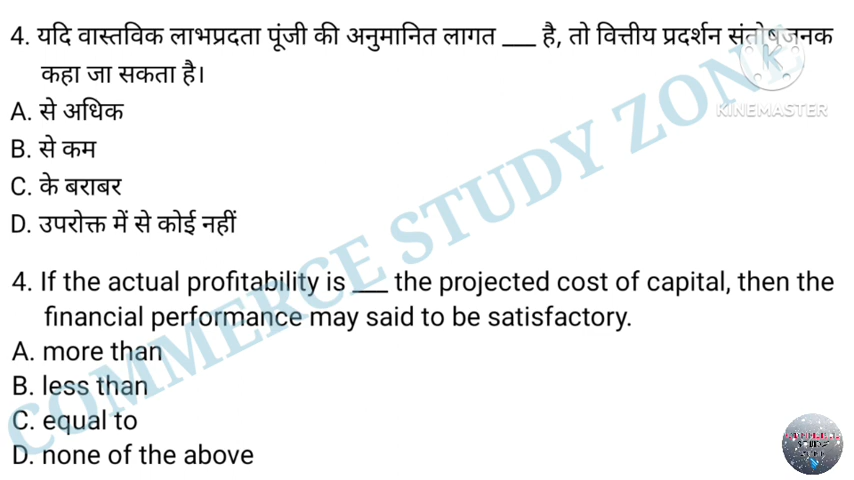 4. यदि वास्तविक लाभप्रदता पूंजी की अनुमानित लागत ___ है, तो वित्तीय प्रदर्शन संतोषजनक
कहा जा सकता है।
A. से अधिक
B. से कम
C. के बराबर
D. उपरोक्त में से कोई नहीं
4. If the actual profitability is ___ the projected cost of capital, then the
financial performance may said to be satisfactory.
A. more than
B. less than
C. equal to
D. none of the above
COMMERCE STUDY ZONE
K
KINEMASTER